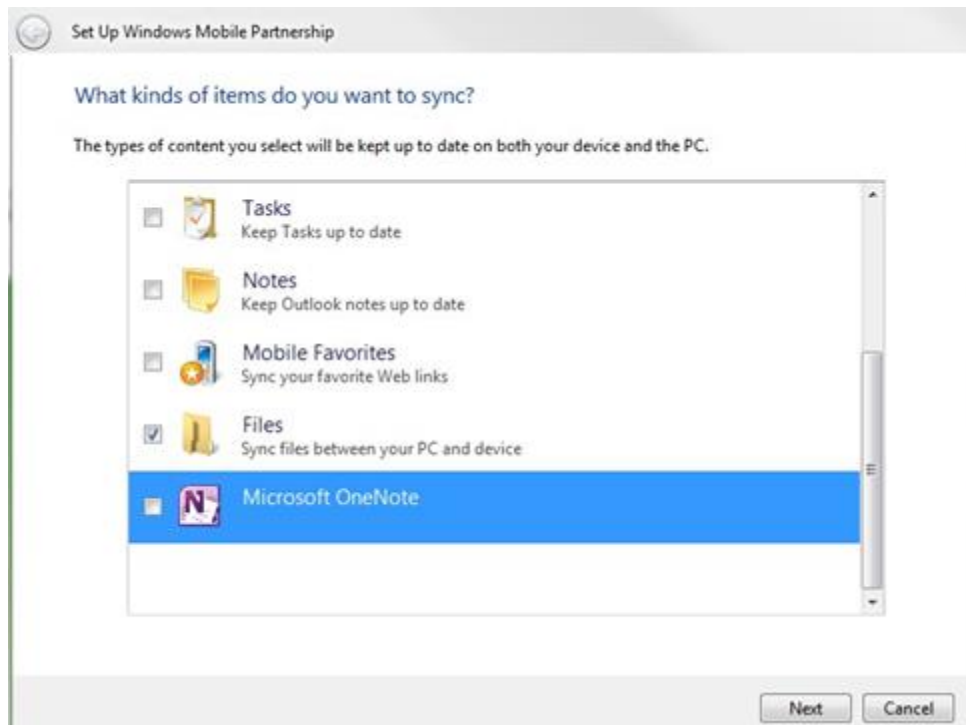 Set Up Windows Mobile Partnership
What kinds of items do you want to sync?
The types of content you select will be kept up to date on both your device and the PC.
Tasks
Keep Tasks up to date
Notes
Keep Outlook notes up to date
Mobile Favorites
Sync your favorite Web links
Files
Sync files between your PC and device
N
Microsoft OneNote
Next
Cancel